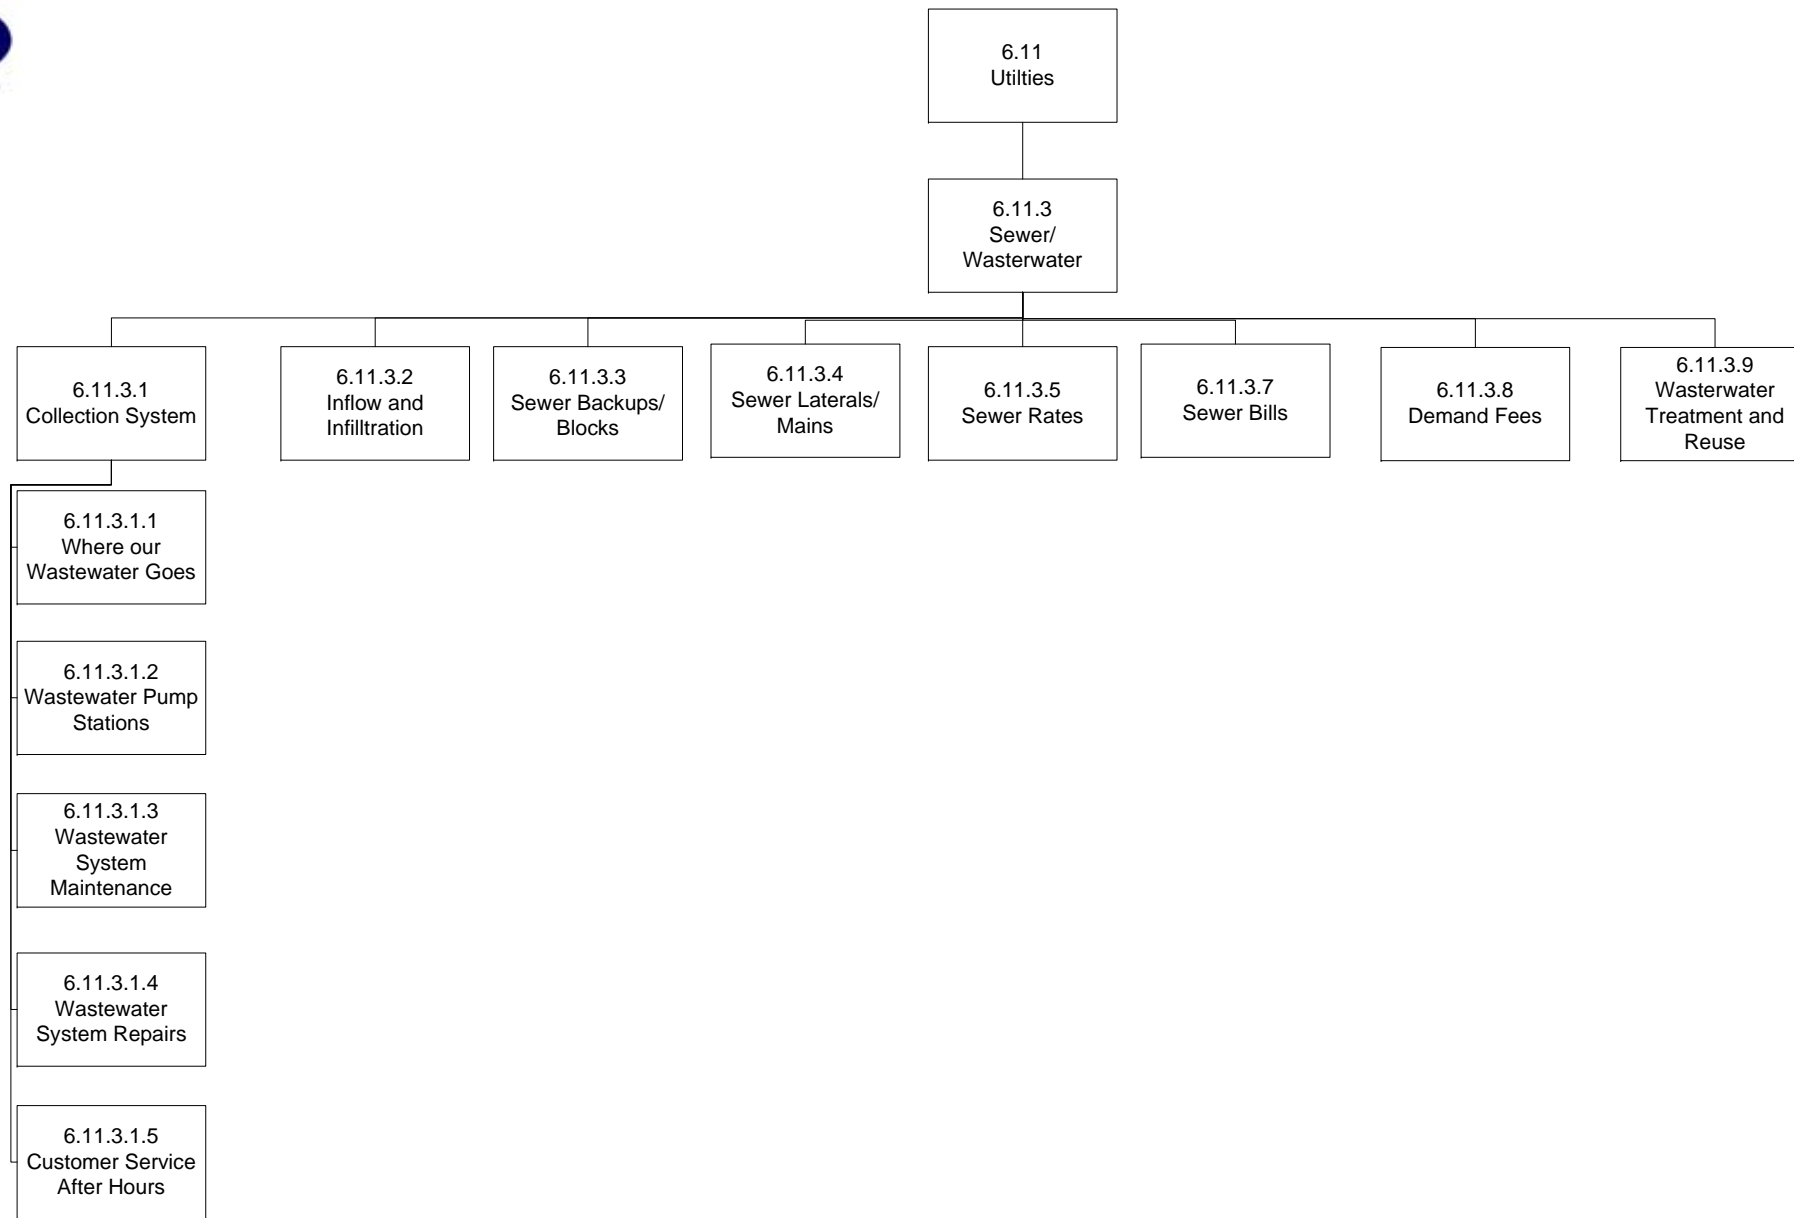 6.11
Utilties
6.11.3
Sewer/
Wasterwater
6.11.3.1
Collection System
6.11.3.2
Inflow and
Infilltration
6.11.3.3
Sewer Backups/
Blocks
6.11.3.4
Sewer Laterals/
Mains
6.11.3.5
Sewer Rates
6.11.3.7
Sewer Bills
6.11.3.8
Demand Fees
6.11.3.9
Wasterwater
Treatment and
Reuse
6.11.3.1.1
Where our
Wastewater Goes
6.11.3.1.2
Wastewater Pump
Stations
6.11.3.1.3
Wastewater
System
Maintenance
6.11.3.1.4
Wastewater
System Repairs
6.11.3.1.5
Customer Service
After Hours